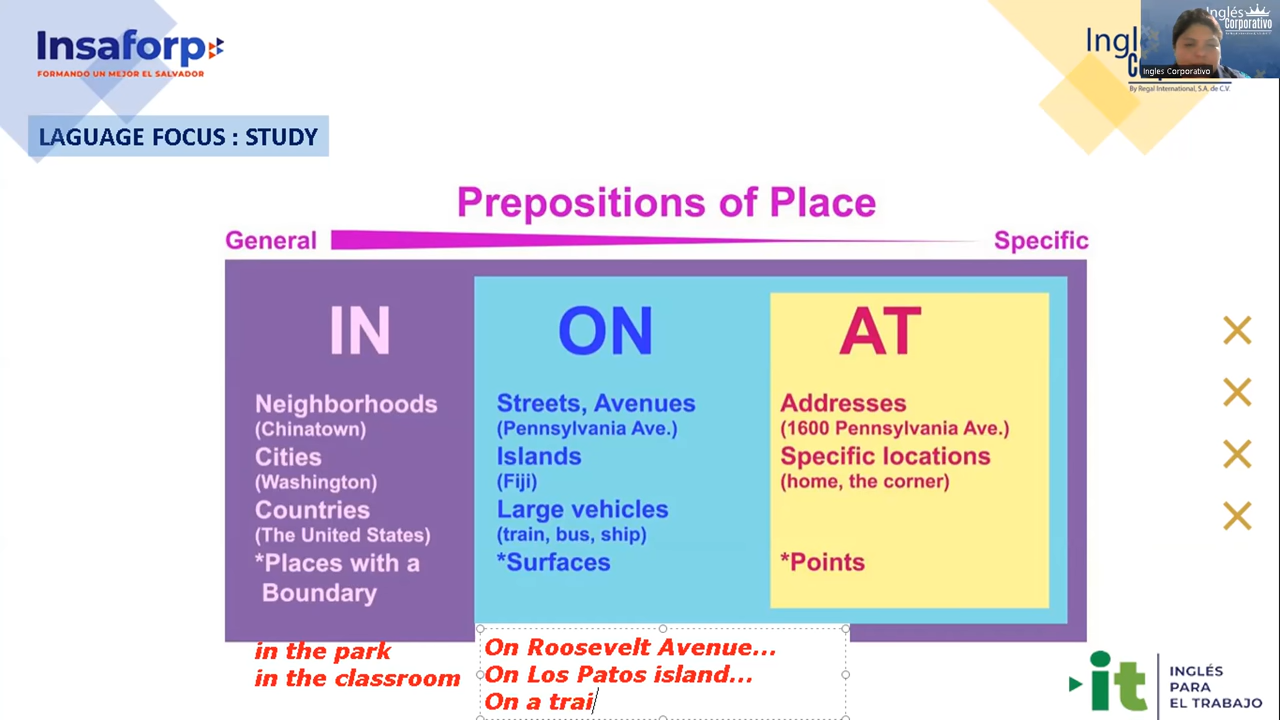 Insaforp
FORMANDO UN MEJOR EL SALVADOR
Inglés
Corporativo
Ingles Corporativo
By Regal International, S.A. de C.V.
LAGUAGE FOCUS : STUDY
Prepositions of Place
General
Specific
IN
Neighborhoods
(Chinatown)
Cities
(Washington)
Countries
(The United States)
*Places with a
Boundary
ON
Streets, Avenues
(Pennsylvania Ave.)
Islands
(Fiji)
Large vehicles
(train, bus, ship)
*Surfaces
AT
Addresses
(1600 Pennsylvania Ave.)
Specific locations
(home, the corner)
*Points
in the park
in the classroom
On Roosevelt Avenue...
On Los Patos island...
On a trai
it
INGLÉS
PARA
EL TRABAJO